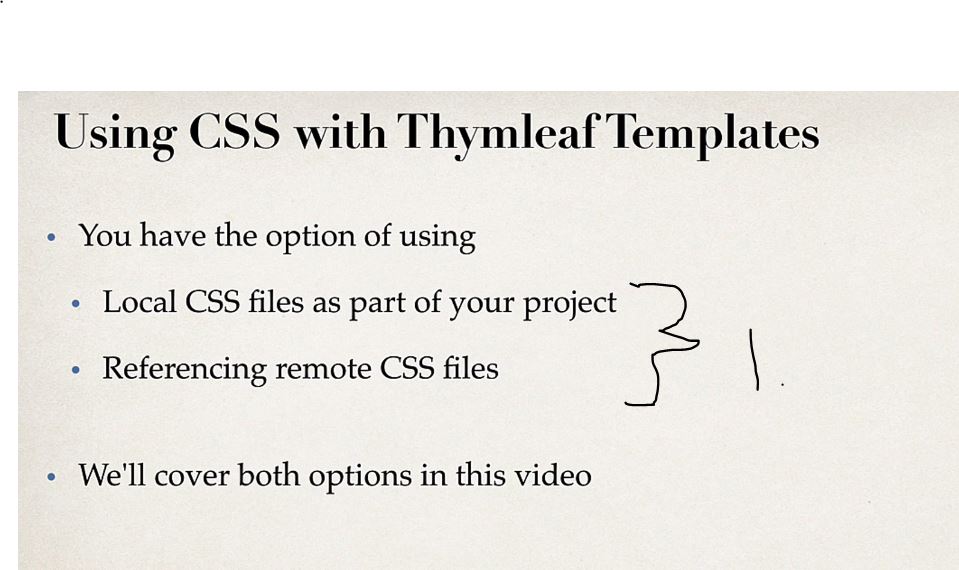 Using CSS with Thymleaf Templates
• You have the option of using
• Local CSS files as part of your project
• Referencing remote CSS files
} 1.
• We'll cover both options in this video